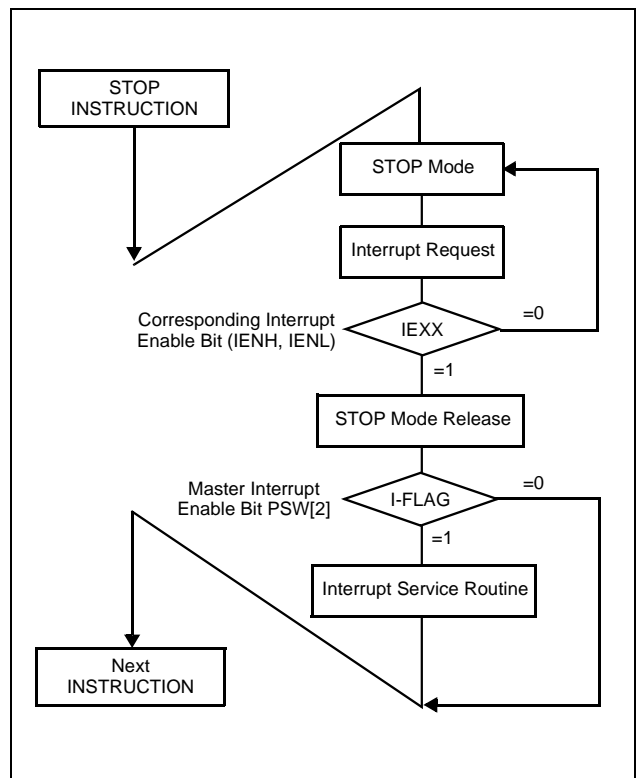 STOP
INSTRUCTION
STOP Mode
Interrupt Request
Corresponding Interrupt
Enable Bit (IENH, IENL)
IEXX
=0
=1
STOP Mode Release
Master Interrupt
Enable Bit PSW[2]
I-FLAG
=0
=1
Interrupt Service Routine
Next
INSTRUCTION